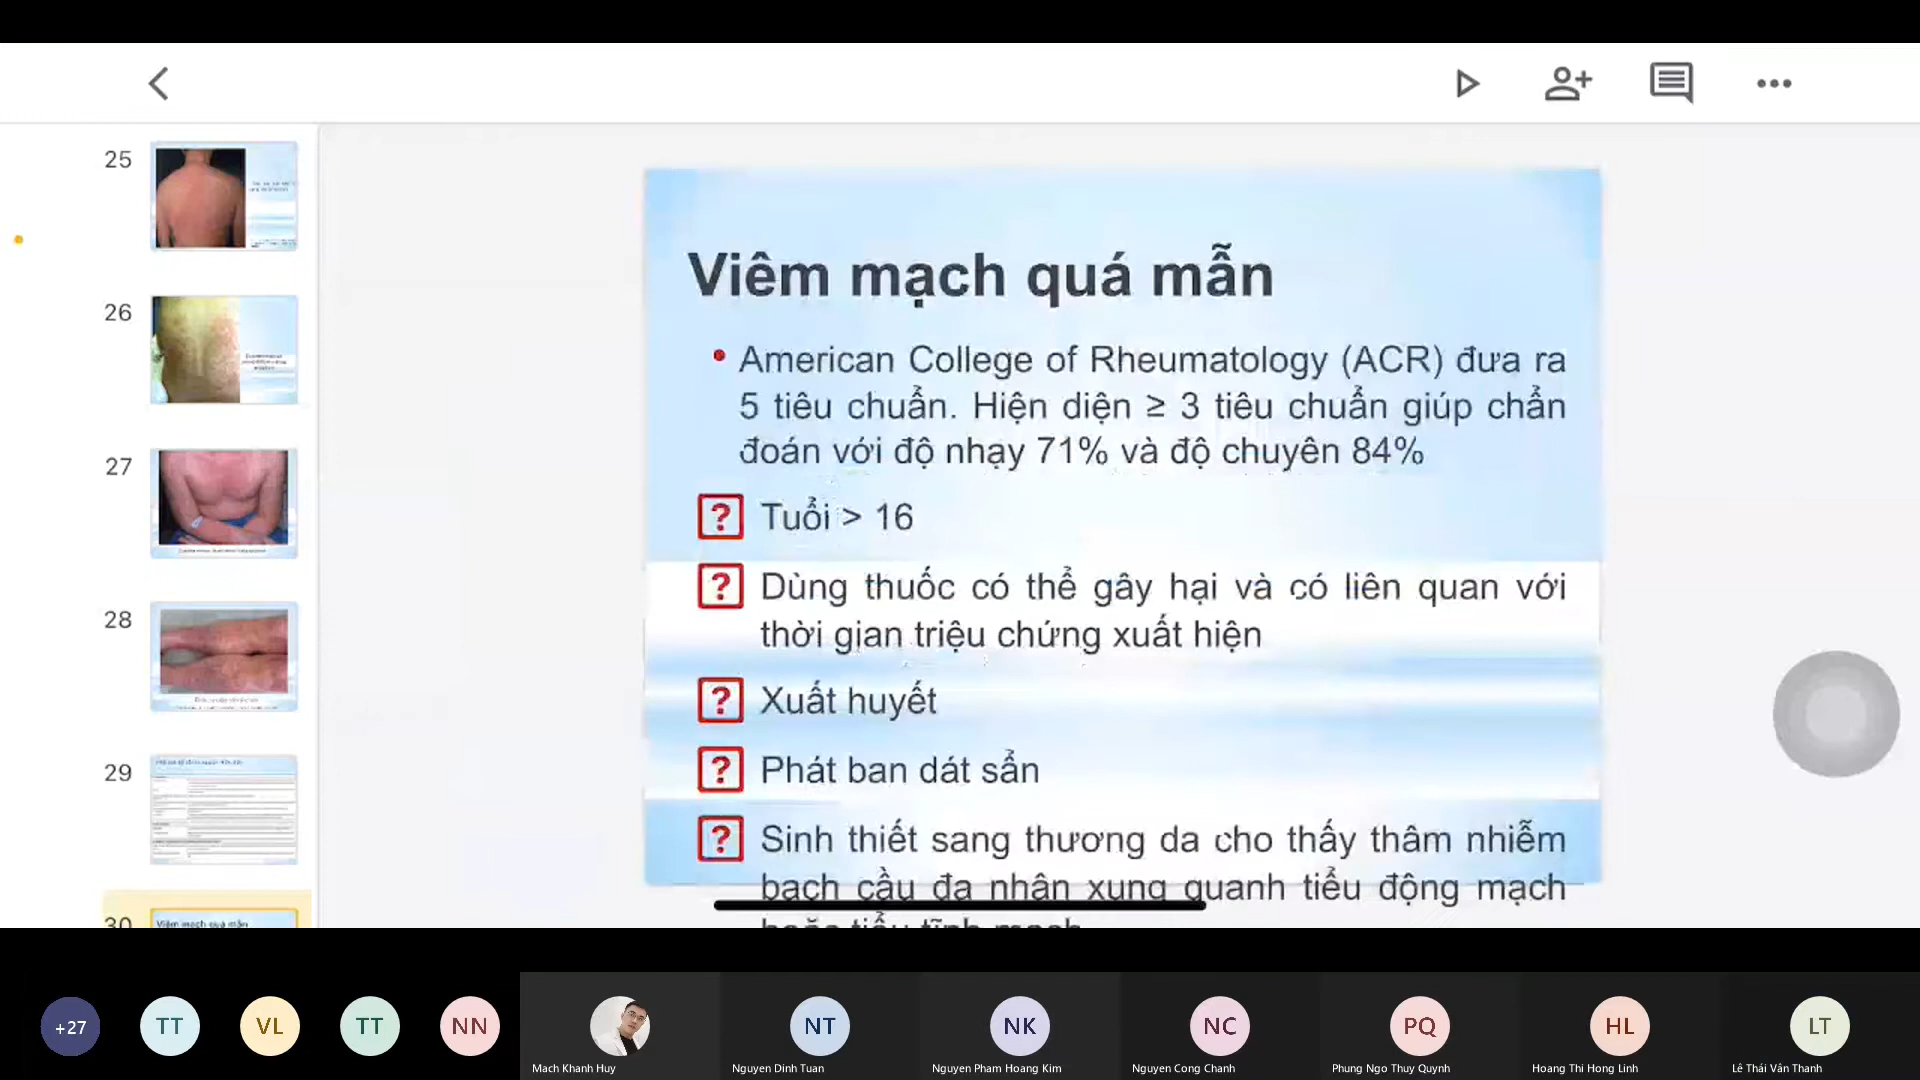 25
26
27
28
29
30
Viêm mạch quá mẫn
Viêm mạch quá mẫn
• American College of Rheumatology (ACR) đưa ra
5 tiêu chuẩn. Hiện diện ≥ 3 tiêu chuẩn giúp chẩn
đoán với độ nhạy 71% và độ chuyên 84%
? Tuổi > 16
? Dùng thuốc có thể gây hại và có liên quan với
thời gian triệu chứng xuất hiện
? Xuất huyết
? Phát ban dát sẩn
? Sinh thiết sang thương da cho thấy thâm nhiễm
bạch cầu đa nhân xung quanh tiểu động mạch
hoặc tiểu tĩnh mạch
+27 TT VL TT NN NT NK NC PQ HL LT
Mach Khanh Huy Nguyen Dinh Tuan Nguyen Pham Hoang Kim Nguyen Cong Chanh Phung Ngo Thuy Quynh Hoang Thi Hong Linh Lê Thái Vân Thanh